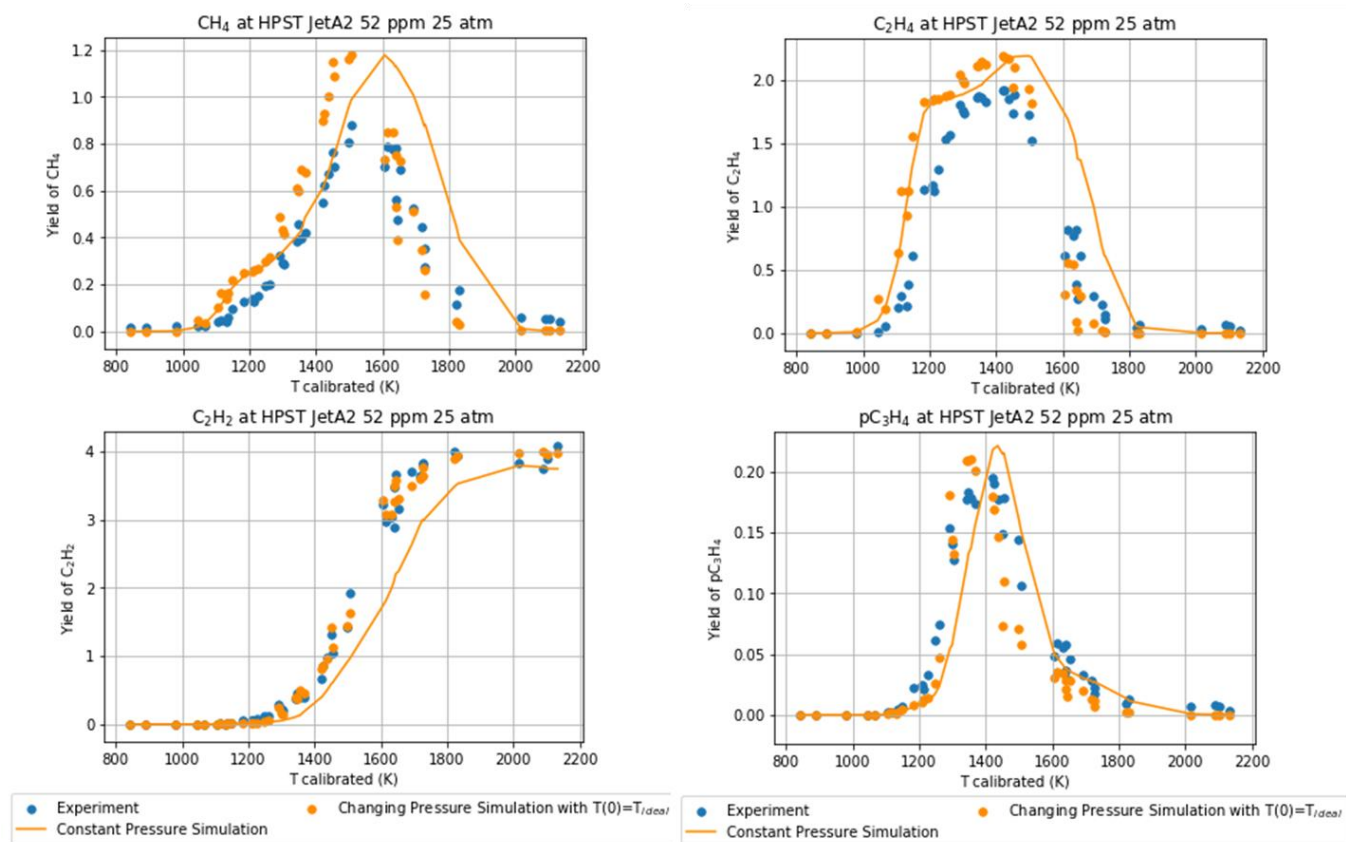 CH₄ at HPST JetA2 52 ppm 25 atm
Yield of CH₄
1.2
1.0
0.8
0.6
0.4
0.2
0.0
800 1000 1200 1400 1600 1800 2000 2200
T calibrated (K)
C₂H₄ at HPST JetA2 52 ppm 25 atm
Yield of C₂H₄
2.0
1.5
1.0
0.5
0.0
800 1000 1200 1400 1600 1800 2000 2200
T calibrated (K)
C₂H₂ at HPST JetA2 52 ppm 25 atm
Yield of C₂H₂
4
3
2
1
0
800 1000 1200 1400 1600 1800 2000 2200
T calibrated (K)
pC₃H₄ at HPST JetA2 52 ppm 25 atm
Yield of pC₃H₄
0.20
0.15
0.10
0.05
0.00
800 1000 1200 1400 1600 1800 2000 2200
T calibrated (K)
Experiment
Constant Pressure Simulation
Changing Pressure Simulation with T(0)=T_Ideal
Experiment
Constant Pressure Simulation
Changing Pressure Simulation with T(0)=T_Ideal